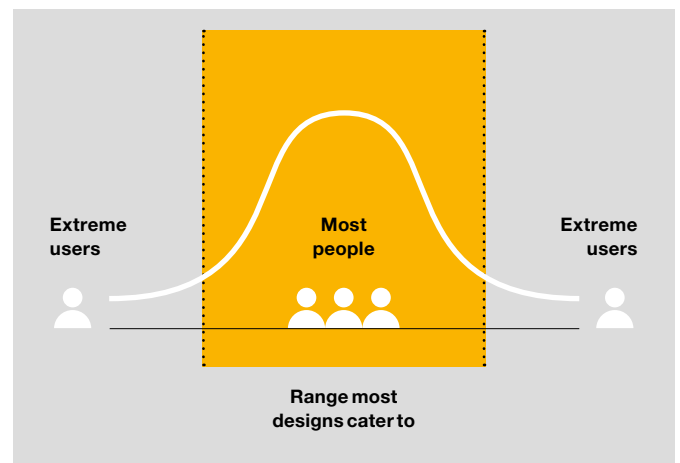 Extreme
users
Most
people
Extreme
users
Range most
designs cater to